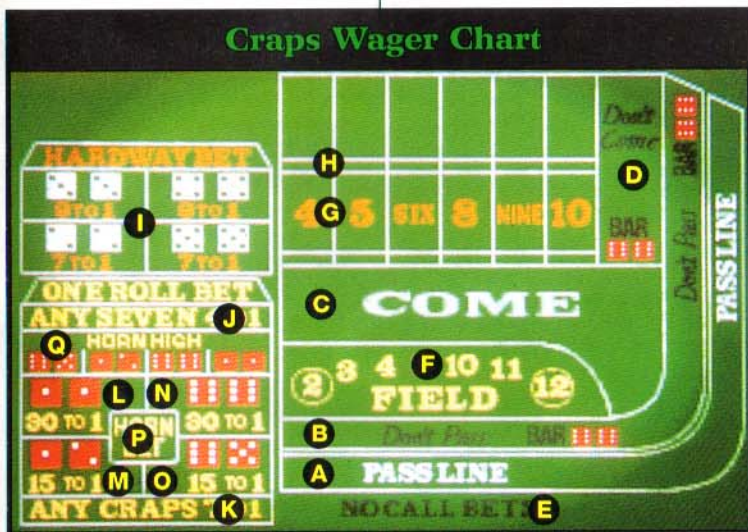 Craps Wager Chart
HARDWAY BET
H
I
9 TO 1 9 TO 1
7 TO 1 7 TO 1
G
4 5 SIX 8 NINE 10
Don't
Come
D
BAR
BAR
Don't Pass
PASS LINE
ONE ROLL BET
ANY SEVEN J 1
Q HORN HIGH
C COME
L N
30 TO 1 30 TO 1
HORN
P
15 TO 1 M O 15 TO 1
ANY CRAPS K 1
2 3 4 F 10 11 12
FIELD
B Don't Pass BAR
A PASS LINE
NO CALL BETS E